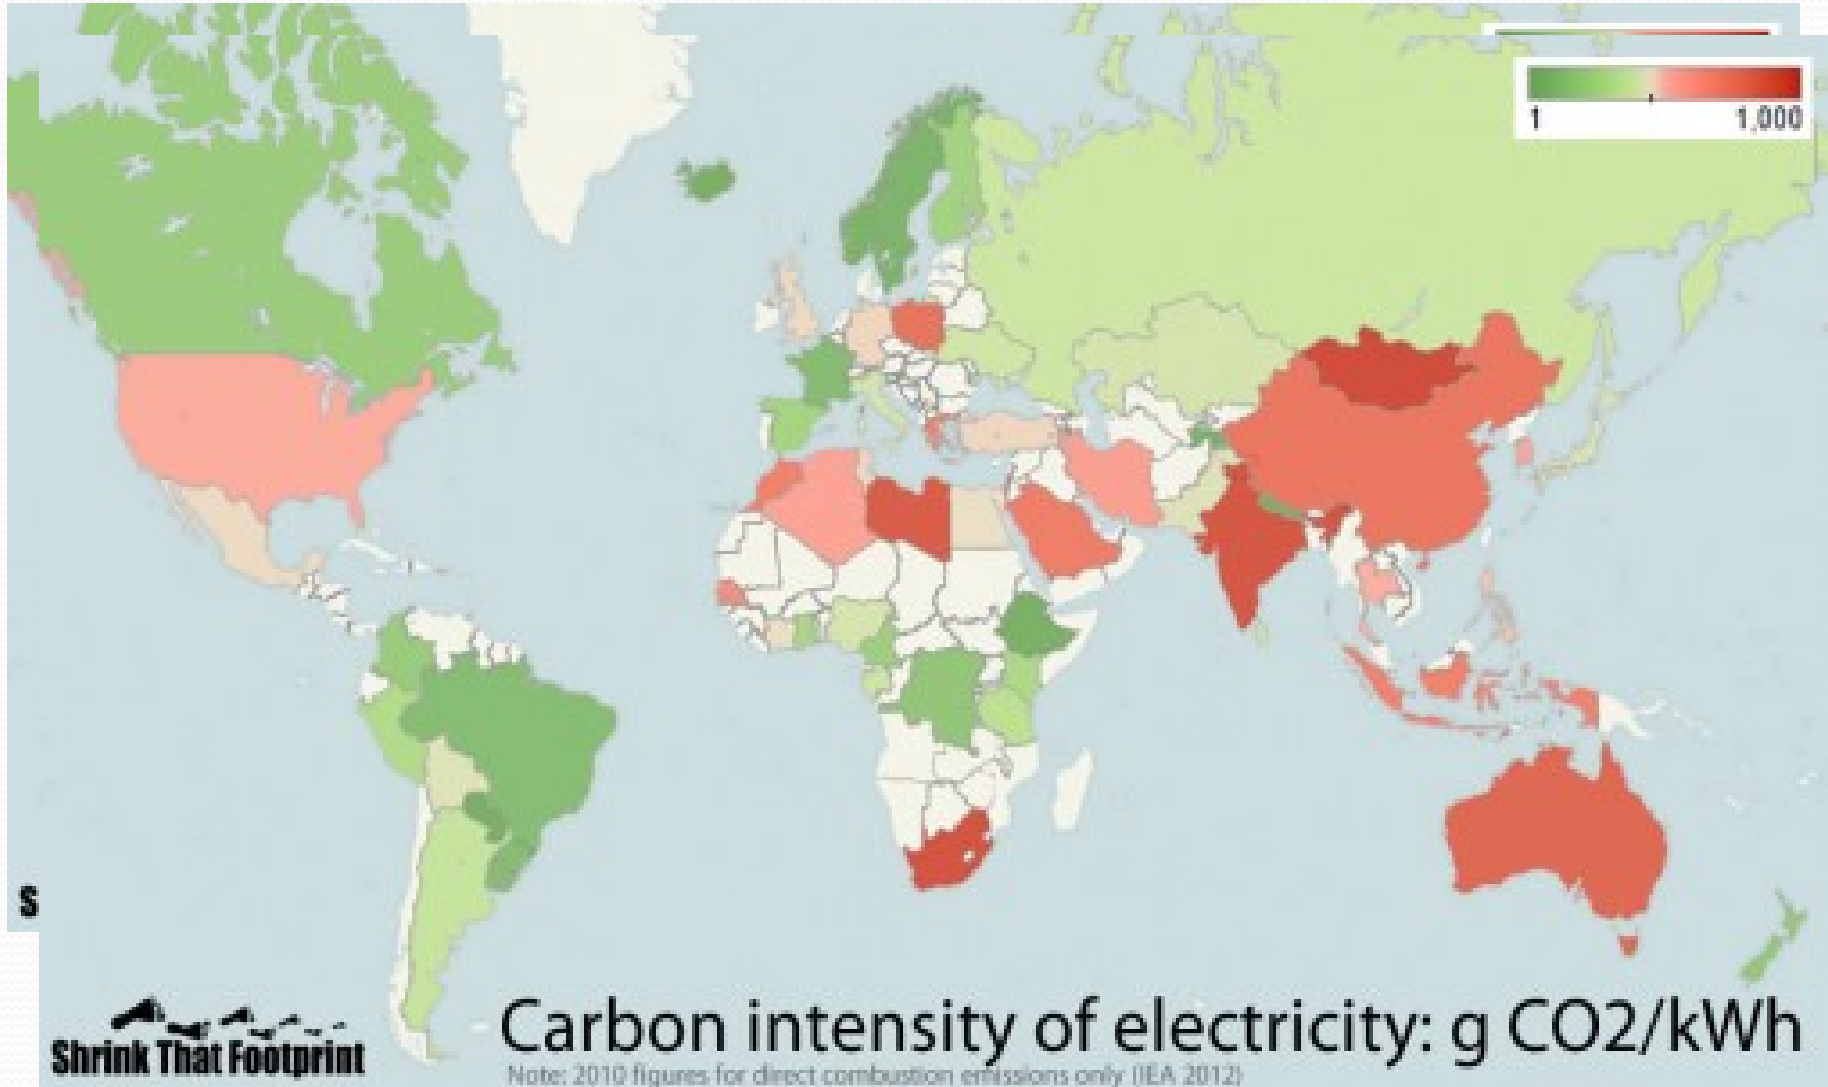 1 1,000
S
Carbon intensity of electricity: g CO2/kWh
Shrink That Footprint
Note: 2010 figures for direct combustion emissions only (IEA 2012)